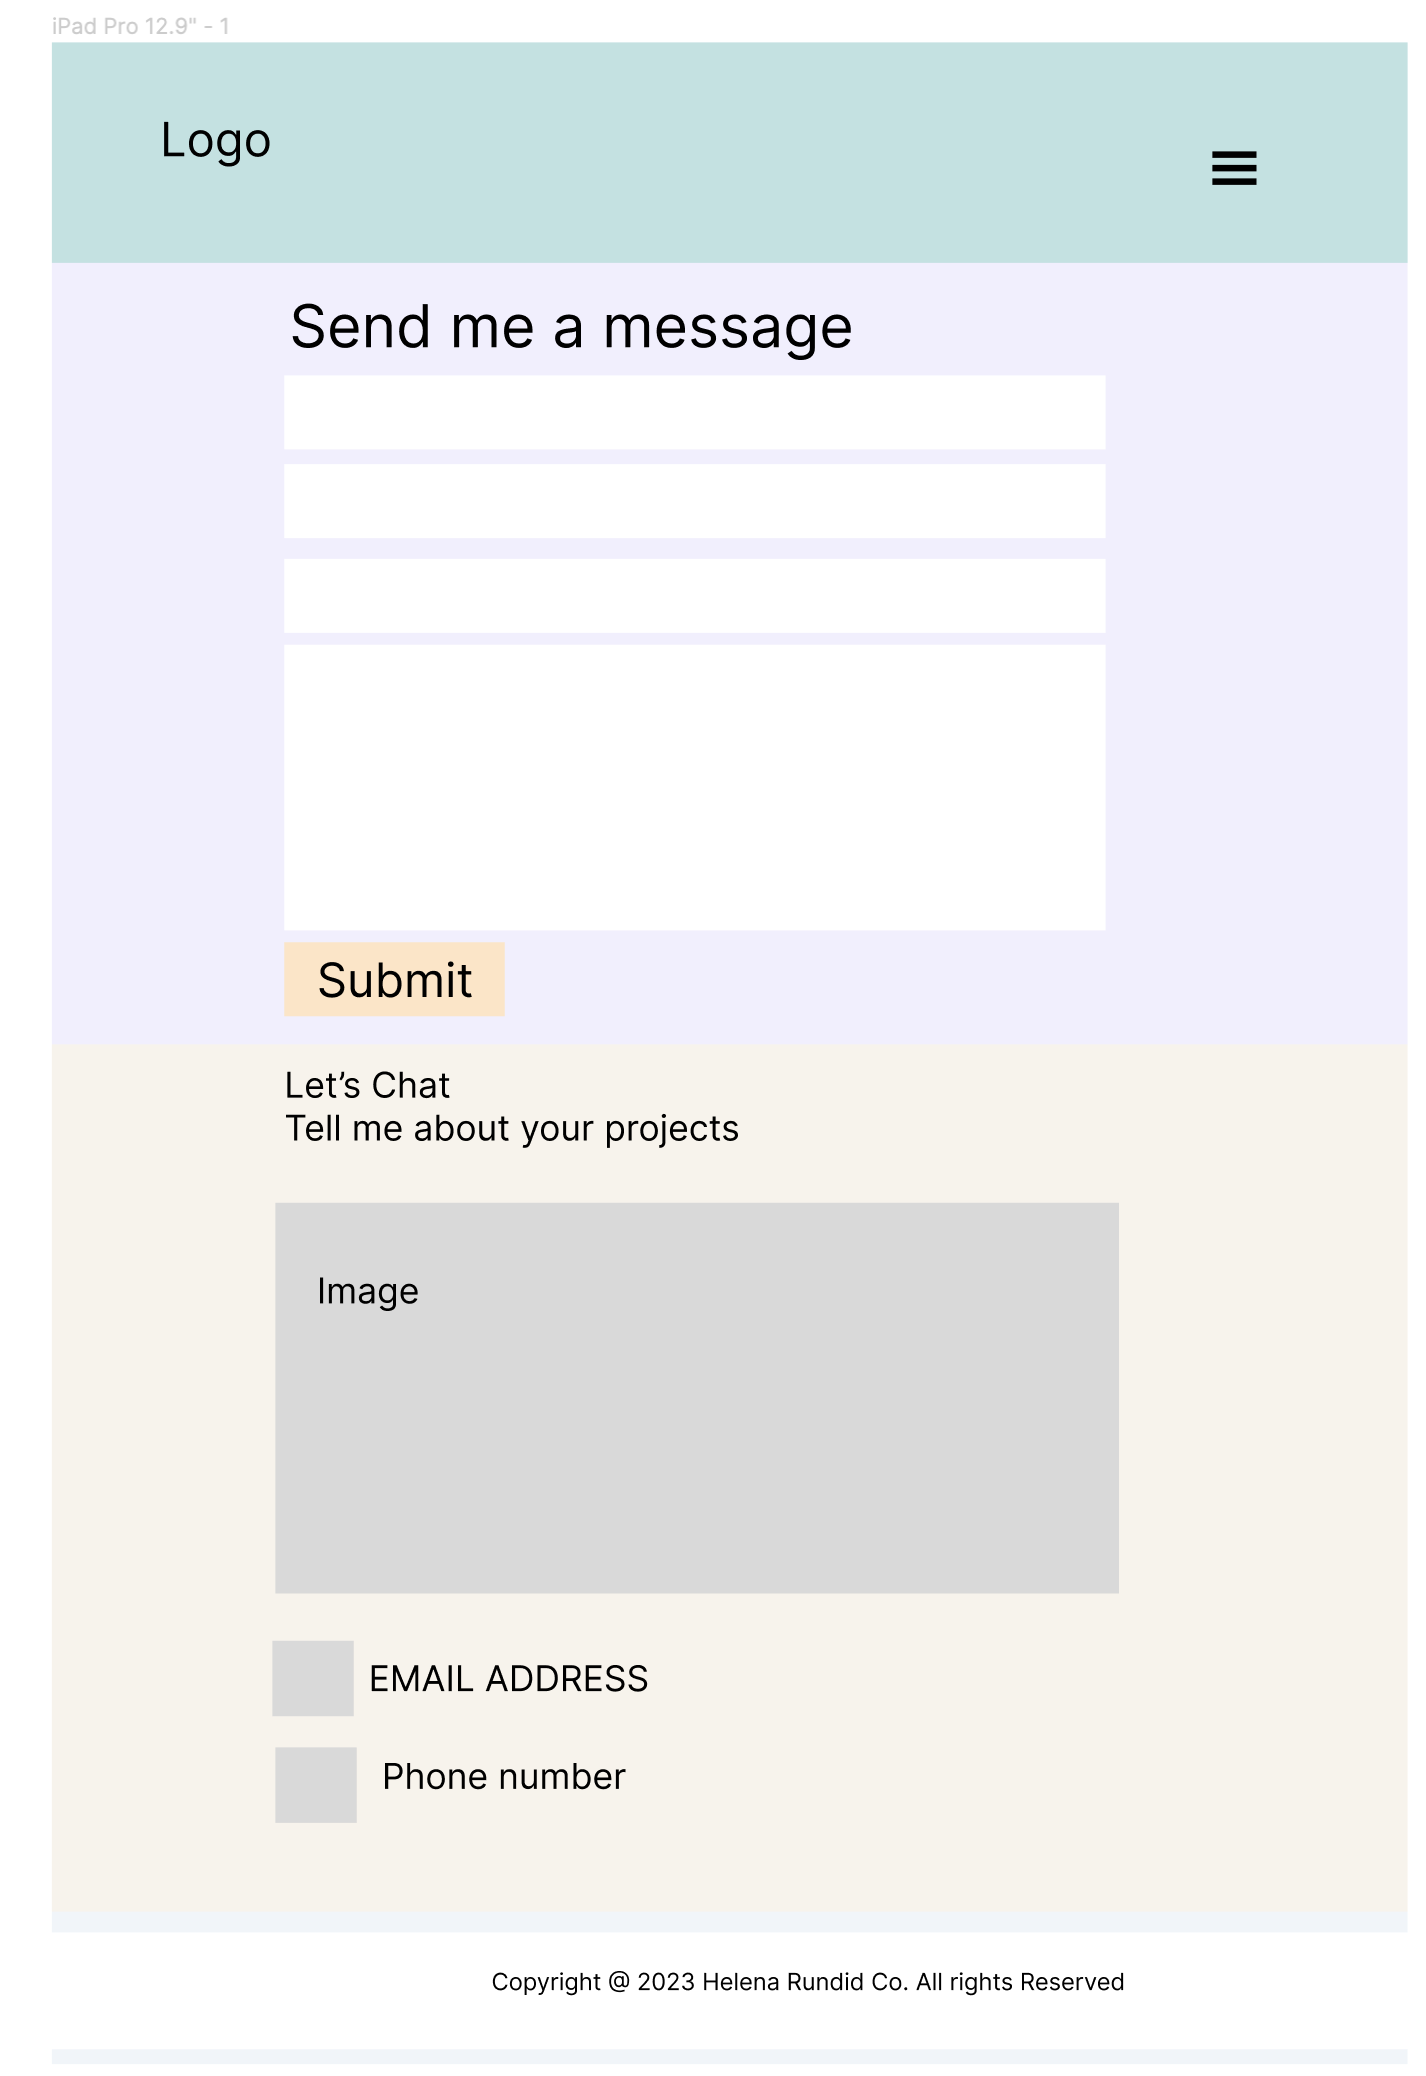 iPad Pro 12.9" - 1
Logo
Send me a message
Submit
Let’s Chat
Tell me about your projects
Image
EMAIL ADDRESS
Phone number
Copyright @ 2023 Helena Rundid Co. All rights Reserved